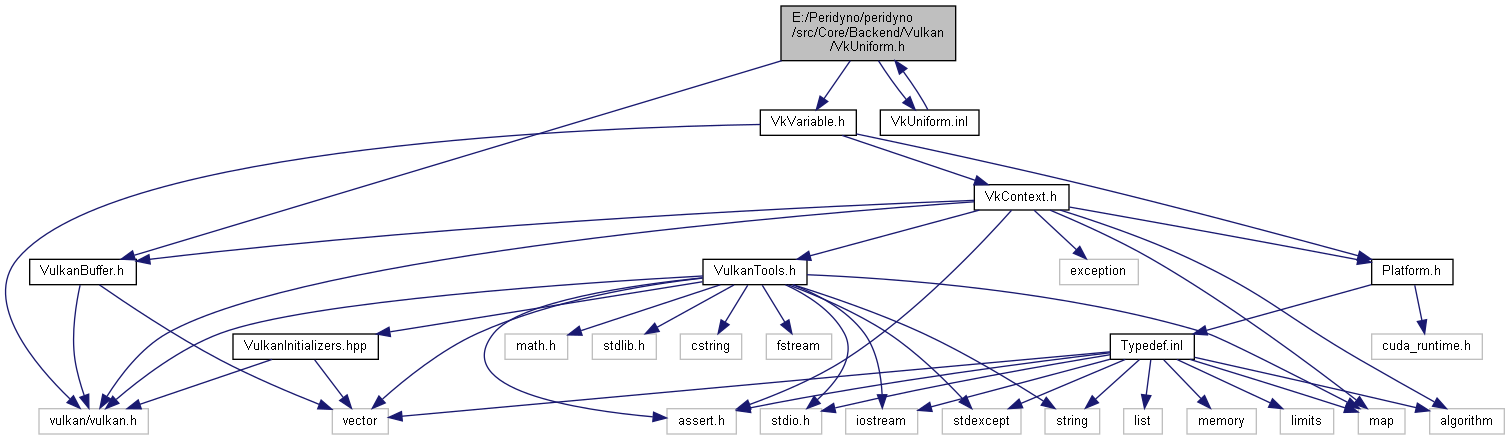 E:/Peridyno/peridyno
/src/Core/Backend/Vulkan
/VkUniform.h
VkVariable.h
VkUniform.inl
VkContext.h
VulkanBuffer.h
VulkanTools.h
exception
Platform.h
VulkanInitializers.hpp
math.h
stdlib.h
cstring
fstream
Typedef.inl
cuda_runtime.h
vulkan/vulkan.h
vector
assert.h
stdio.h
iostream
stdexcept
string
list
memory
limits
map
algorithm